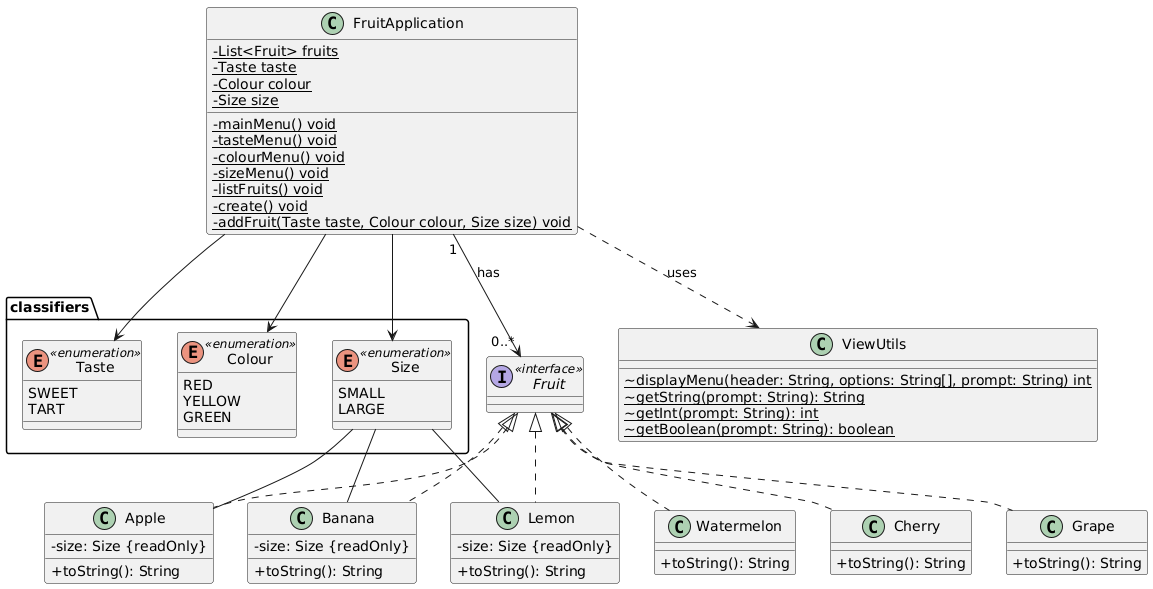 C FruitApplication
-List<Fruit> fruits
-Taste taste
-Colour colour
-Size size
-mainMenu() void
-tasteMenu() void
-colourMenu() void
-sizeMenu() void
-listFruits() void
-create() void
-addFruit(Taste taste, Colour colour, Size size) void
1
has
uses
0..*
classifiers
E «enumeration»
Taste
SWEET
TART
E «enumeration»
Colour
RED
YELLOW
GREEN
E «enumeration»
Size
SMALL
LARGE
I «interface»
Fruit
C ViewUtils
~displayMenu(header: String, options: String[], prompt: String) int
~getString(prompt: String): String
~getInt(prompt: String): int
~getBoolean(prompt: String): boolean
C Apple
-size: Size {readOnly}
+toString(): String
C Banana
-size: Size {readOnly}
+toString(): String
C Lemon
-size: Size {readOnly}
+toString(): String
C Watermelon
+toString(): String
C Cherry
+toString(): String
C Grape
+toString(): String